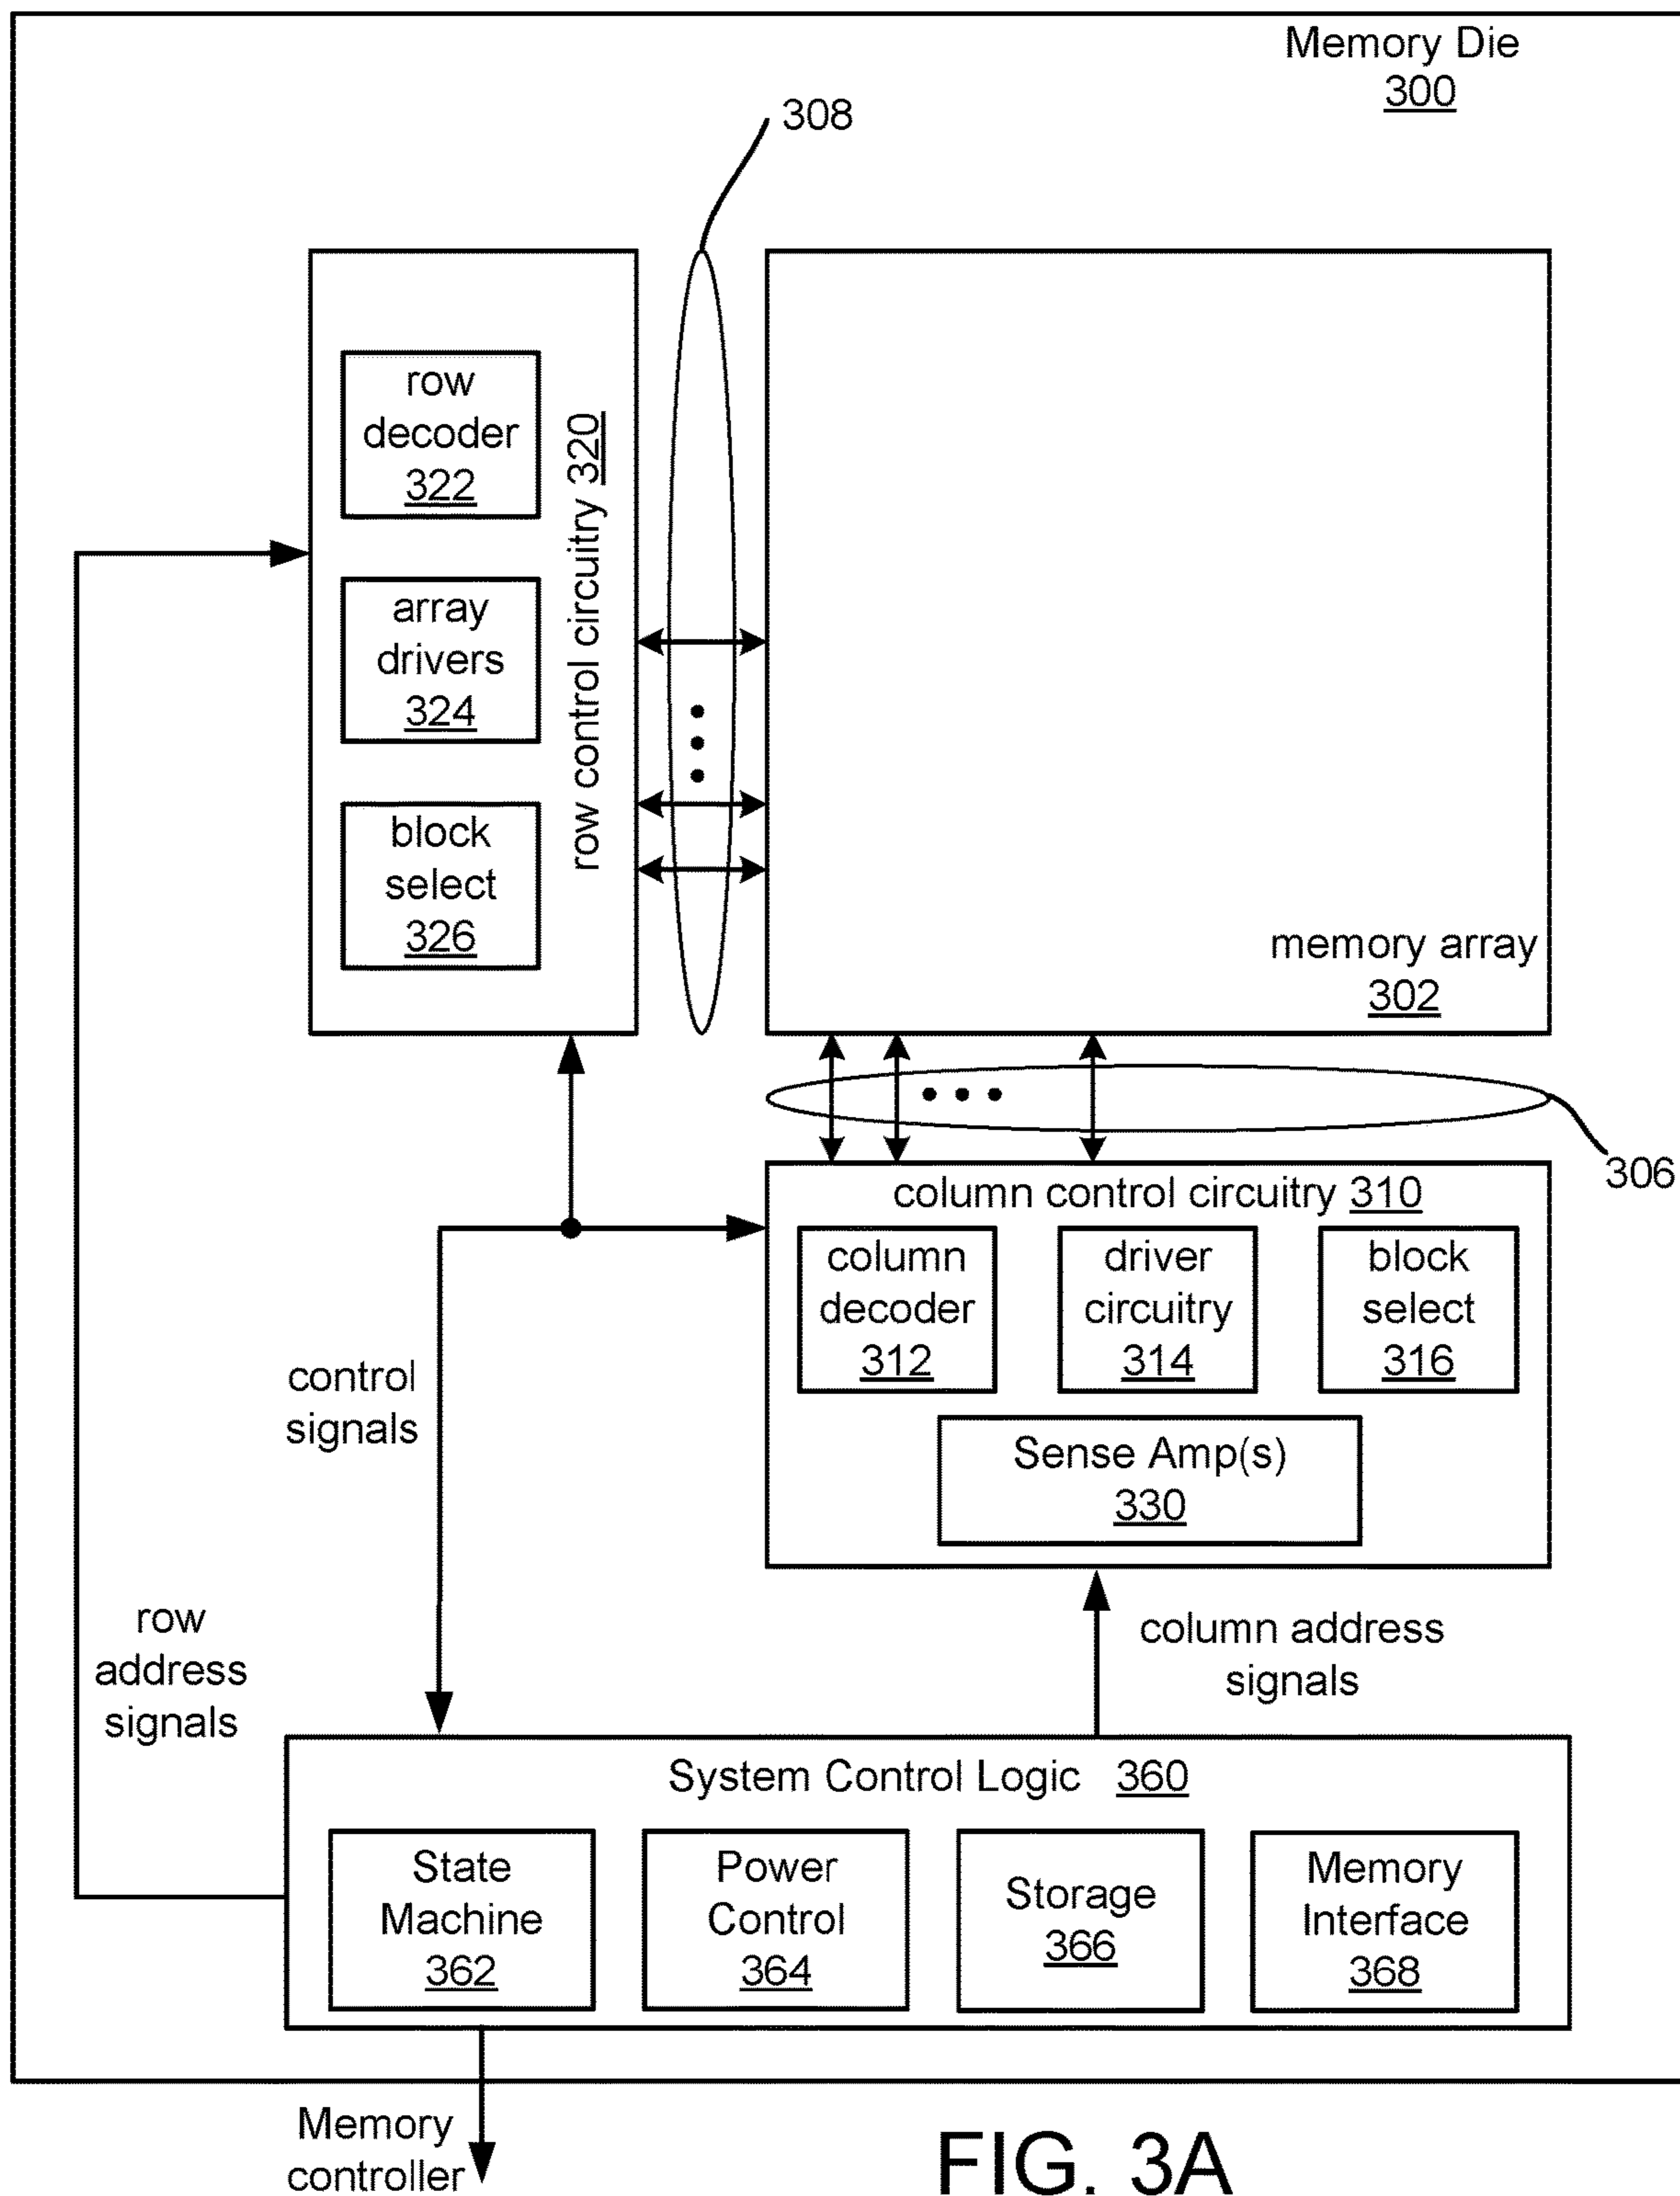 Memory Die
300
308
row
decoder
322
array
drivers
324
block
select
326
row control circuitry 320
memory array
302
306
column control circuitry 310
column
decoder
312
driver
circuitry
314
block
select
316
Sense Amp(s)
330
control
signals
row
address
signals
column address
signals
System Control Logic 360
State
Machine
362
Power
Control
364
Storage
366
Memory
Interface
368
Memory
controller
FIG. 3A